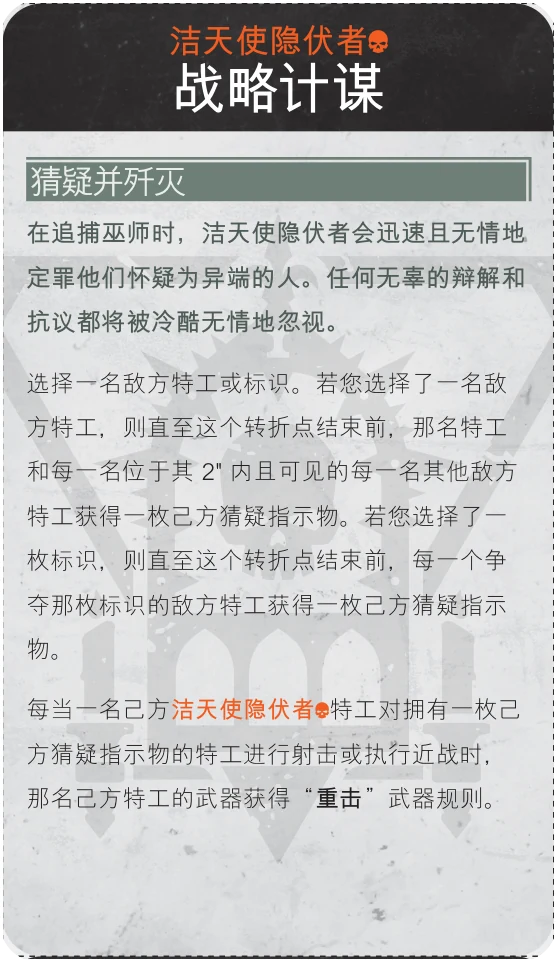 洁天使隐伏者
战略计谋
猜疑并歼灭
在追捕巫师时，洁天使隐伏者会迅速且无情地
定罪他们怀疑为异端的人。任何无辜的辩解和
抗议都将被冷酷无情地忽视。
选择一名敌方特工或标识。若您选择了一名敌
方特工，则直至这个转折点结束前，那名特工
和每一名位于其 2" 内且可见的每一名其他敌方
特工获得一枚己方猜疑指示物。若您选择了一
枚标识，则直至这个转折点结束前，每一个争
夺那枚标识的敌方特工获得一枚己方猜疑指示
物。
每当一名己方洁天使隐伏者特工对拥有一枚己
方猜疑指示物的特工进行射击或执行近战时，
那名己方特工的武器获得“重击”武器规则。